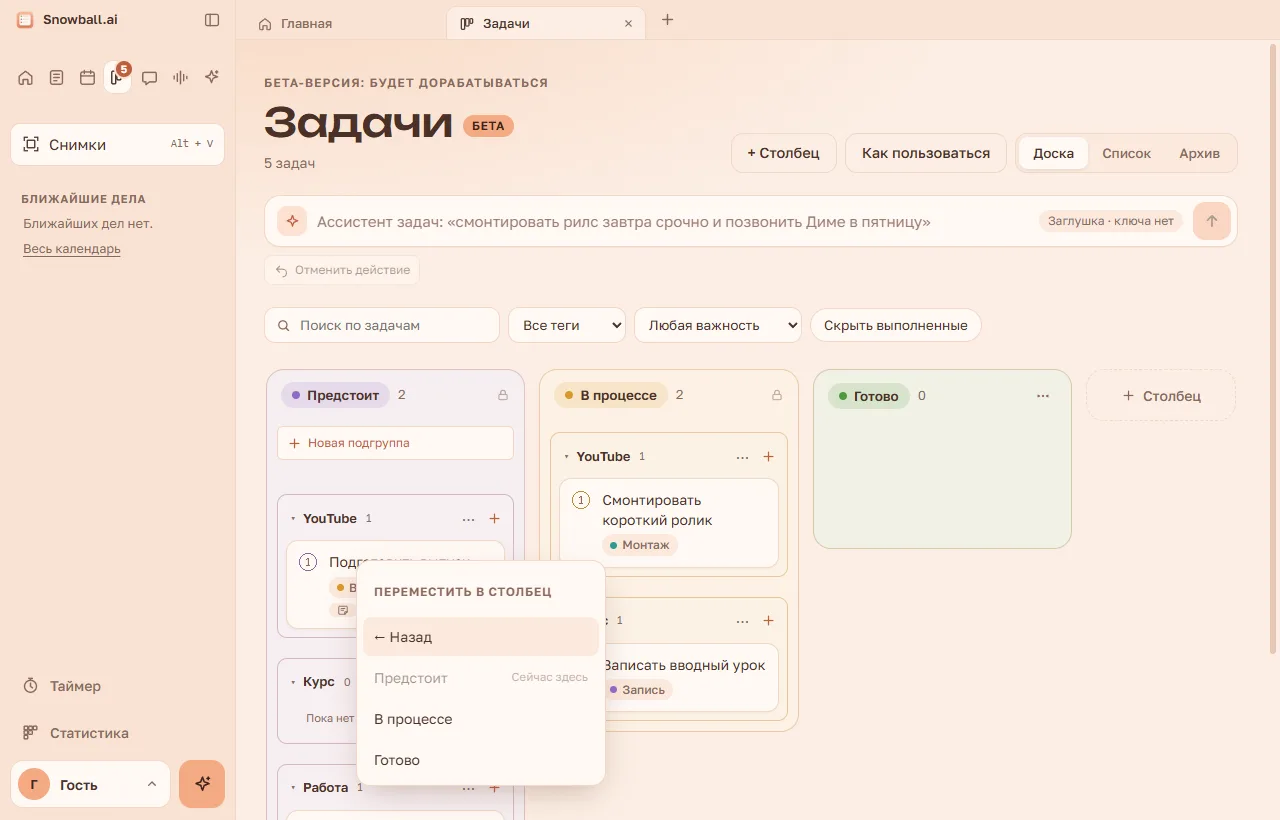 Snowball.ai
Главная
Задачи
5
Снимки
Alt + V
БЛИЖАЙШИЕ ДЕЛА
Ближайших дел нет.
Весь календарь
Таймер
Статистика
Г
Гость
БЕТА-ВЕРСИЯ: БУДЕТ ДОРАБАТЫВАТЬСЯ
Задачи
БЕТА
5 задач
+ Столбец
Как пользоваться
Доска
Список
Архив
Ассистент задач: «смонтировать рилс завтра срочно и позвонить Диме в пятницу»
Заглушка · ключа нет
Отменить действие
Поиск по задачам
Все теги
Любая важность
Скрыть выполненные
Предстоит 2
+ Новая подгруппа
YouTube 1
1
Курс 0
Пока нет
Работа 1
В процессе 2
YouTube 1
1
Смонтировать
короткий ролик
Монтаж
1
Записать вводный урок
Запись
Готово 0
+ Столбец
ПЕРЕМЕСТИТЬ В СТОЛБЕЦ
← Назад
Предстоит
Сейчас здесь
В процессе
Готово